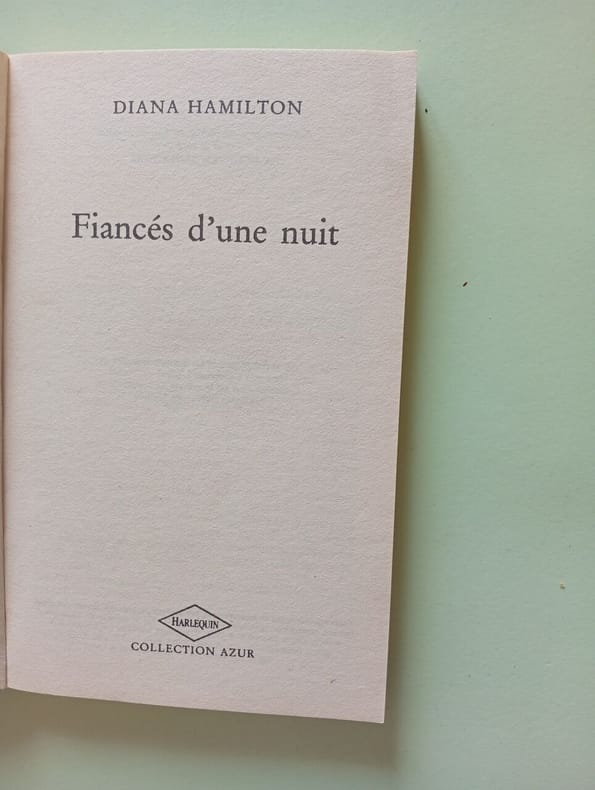 DIANA HAMILTON
Fiancés d'une nuit
HARLEQUIN
COLLECTION AZUR